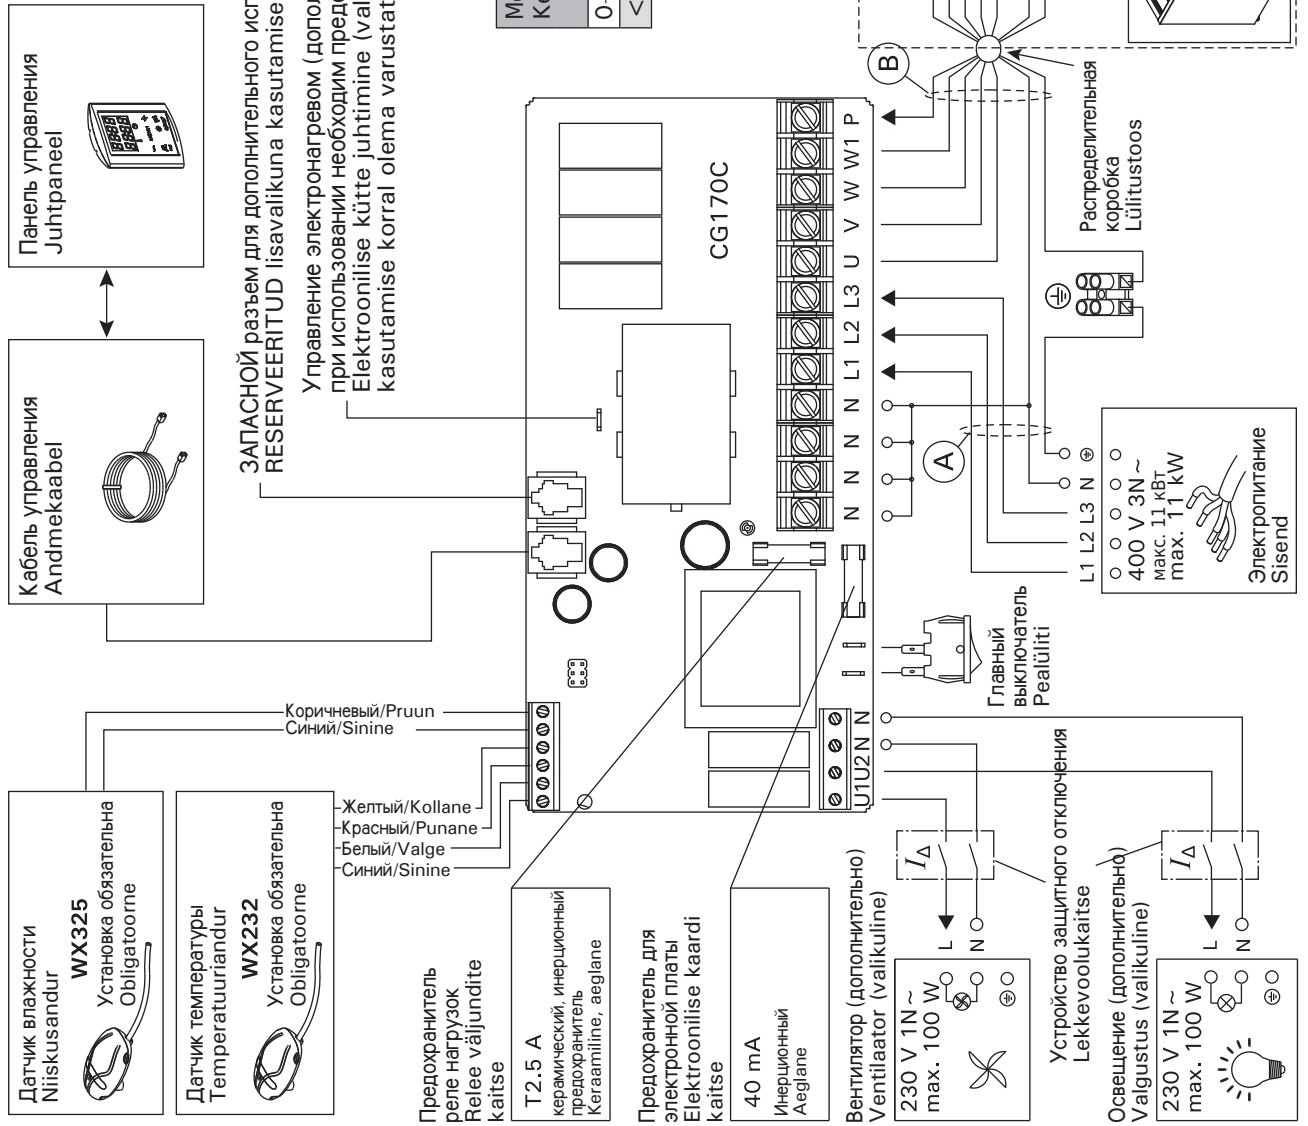 Датчик влажности
Niiskusandur
WX325
Установка обязательна
Obligatoorne
Датчик температуры
Temperatuuriandur
WX232
Установка обязательна
Obligatoorne
Кабель управления
Andmekaabel
Панель управления
Juhtpaneel
ЗАПАСНОЙ разъем для дополнительного исп
RESERVEERITUD lisavalikuna kasutamise
Управление электронагревом (допол
при использовании необходим пред
Elektroonilise kütte juhtimine (val
kasutamise korral olema varustat
0-
<
Коричневый/Pruun
Синий/Sinine
Желтый/Kollane
Красный/Punane
Белый/Valge
Синий/Sinine
Предохранитель
реле нагрузок
Relee väljundite
kaitse
T2.5 A
керамический, инерционный
предохранитель
Keraamiline, aeglane
Предохранитель для
электронной платы
Elektroonilise kaardi
kaitse
40 mA
Инерционный
Aeglane
CG170C
U1 U2 N N
N N N N L1 L2 L3 U V W W1 P
A
B
Главный
выключатель
Pealüliti
L1 L2 L3 N
400 V 3N~
макс. 11 кВт
max. 11 kW
Электропитание
Sisend
Распределительная
коробка
Lülitustoos
Вентилятор (дополнительно)
Ventilaator (valikuline)
230 V 1N~
max. 100 W
L
N
I∆
Устройство защитного отключения
Lekkevoolukaitse
Освещение (дополнительно)
Valgustus (valikuline)
230 V 1N~
max. 100 W
L
N
I∆